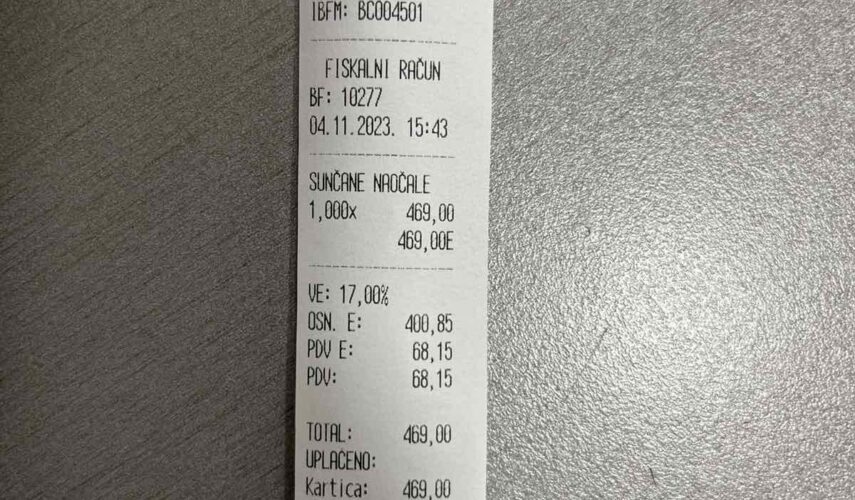 IBFM: BC004501
FISKALNI RAČUN
BF: 10277
04.11.2023. 15:43
SUNČANE NAOČALE
1,000x 469,00
469,00E
VE: 17,00%
OSN. E: 400,85
PDV E: 68,15
PDV: 68,15
TOTAL: 469,00
UPLAĆENO:
Kartica: 469,00